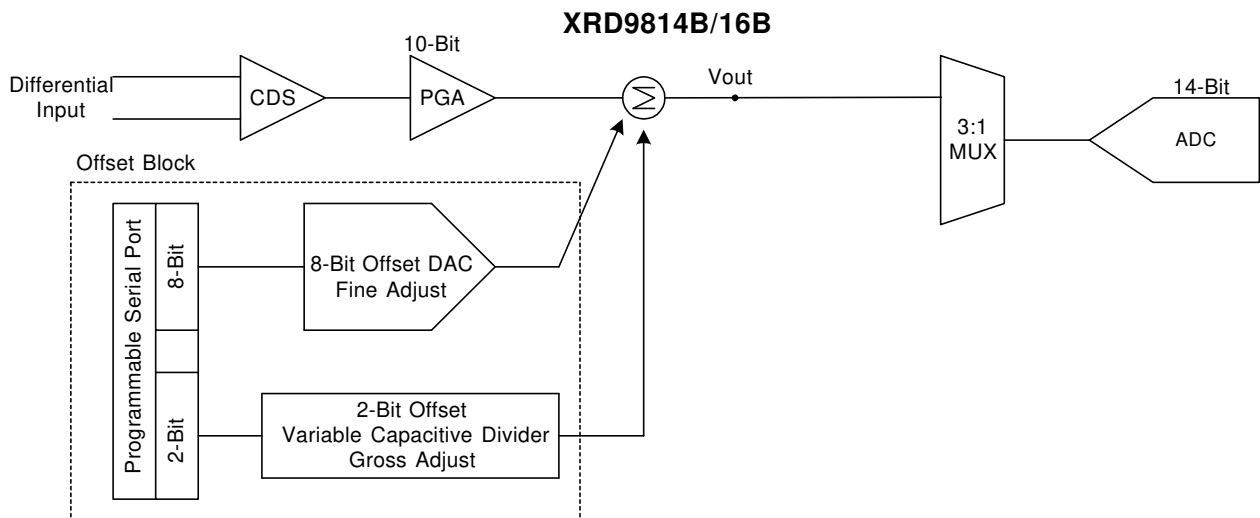 XRD9814B/16B
10-Bit
Differential
Input
CDS
PGA
Σ
Vout
3:1
MUX
14-Bit
ADC
Offset Block
Programmable Serial Port
8-Bit
2-Bit
8-Bit Offset DAC
Fine Adjust
2-Bit Offset
Variable Capacitive Divider
Gross Adjust